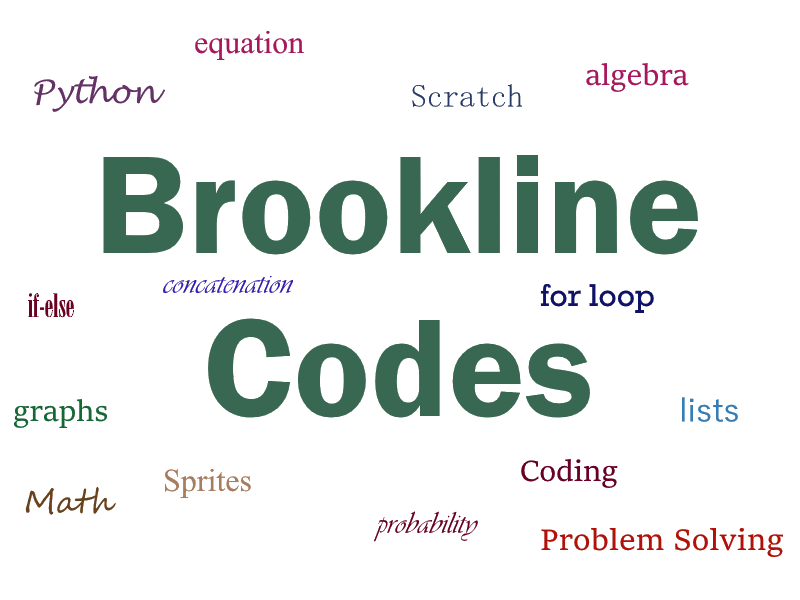 equation
algebra
Python
Scratch
Brookline
concatenation
for loop
if-else
Codes
graphs
lists
Sprites
Coding
Math
probability
Problem Solving